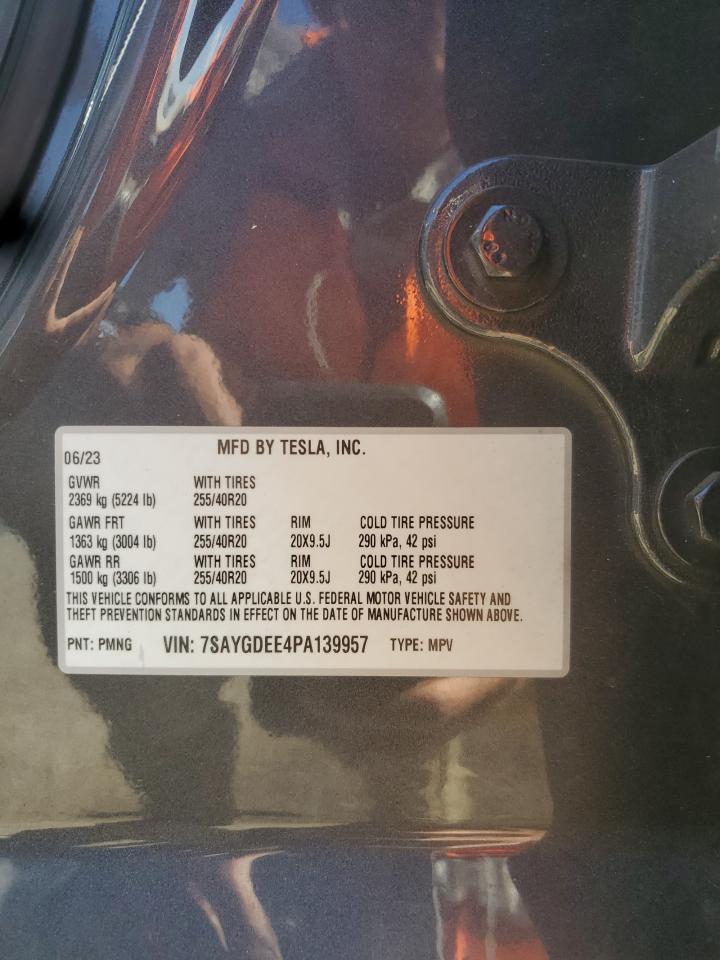 MFD BY TESLA, INC.
06/23
GVWR WITH TIRES
2369 kg (5224 lb) 255/40R20
GAWR FRT WITH TIRES RIM COLD TIRE PRESSURE
1363 kg (3004 lb) 255/40R20 20X9.5J 290 kPa, 42 psi
GAWR RR WITH TIRES RIM COLD TIRE PRESSURE
1500 kg (3306 lb) 255/40R20 20X9.5J 290 kPa, 42 psi
THIS VEHICLE CONFORMS TO ALL APPLICABLE U.S. FEDERAL MOTOR VEHICLE SAFETY AND
THEFT PREVENTION STANDARDS IN EFFECT ON THE DATE OF MANUFACTURE SHOWN ABOVE.
PNT: PMNG VIN: 7SAYGDEE4PA139957 TYPE: MPV